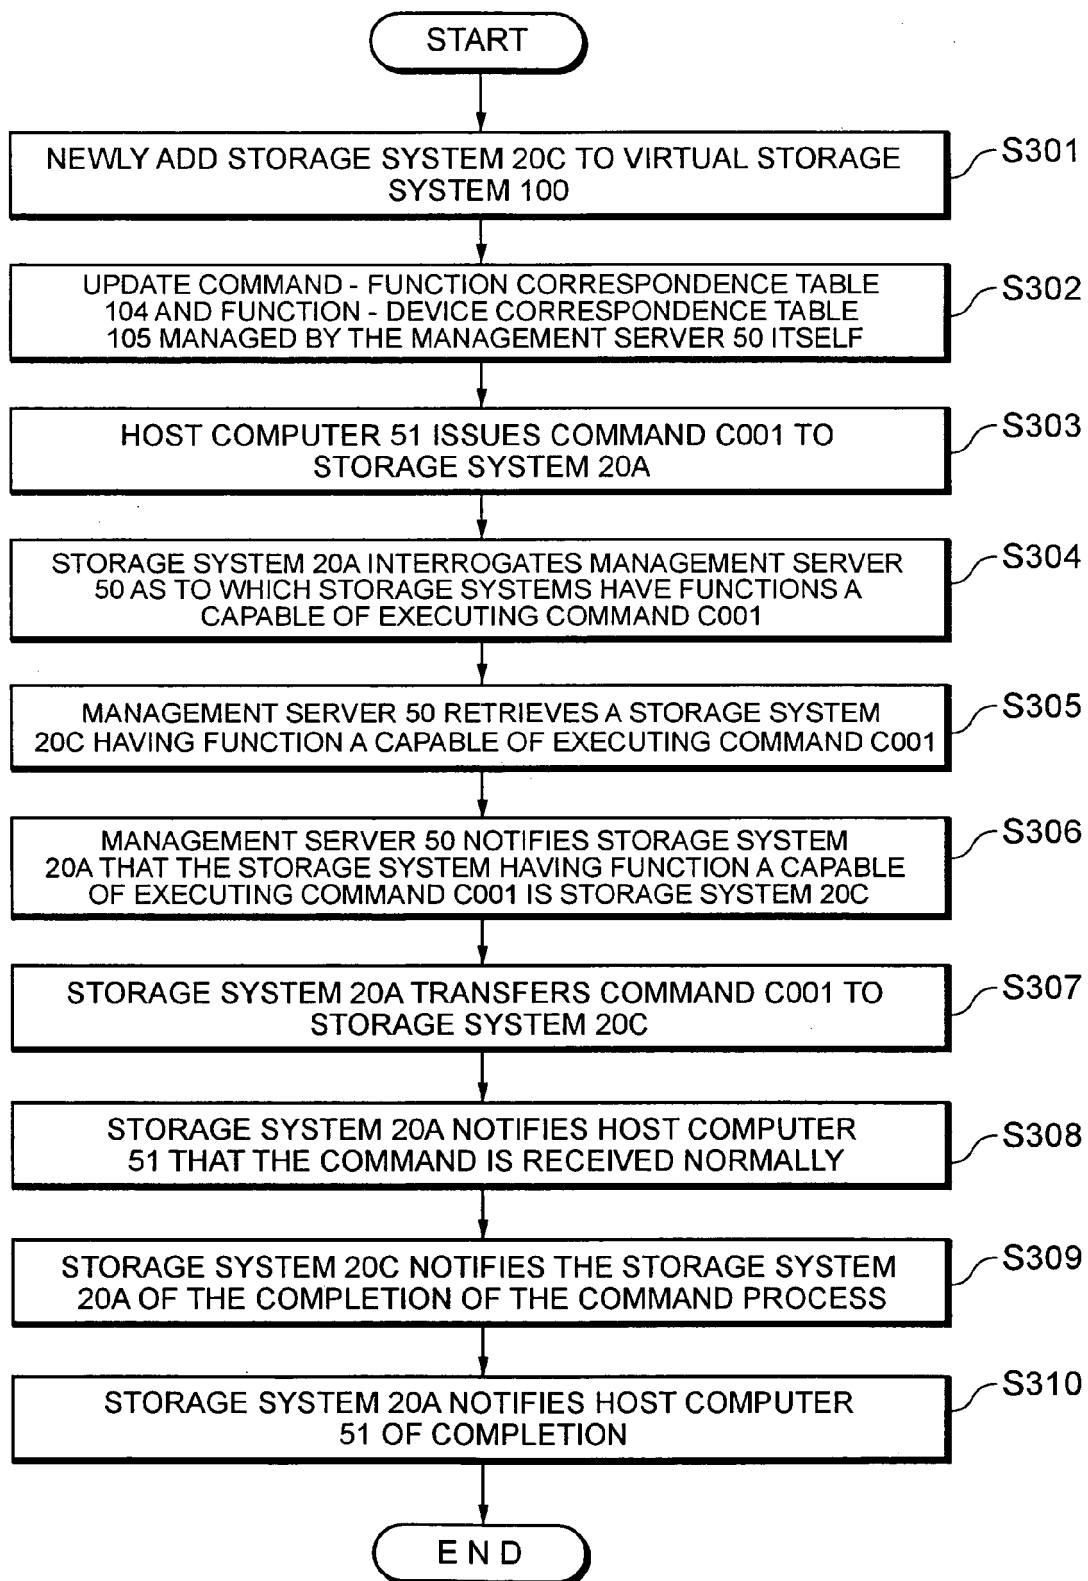 START
NEWLY ADD STORAGE SYSTEM 20C TO VIRTUAL STORAGE
SYSTEM 100
S301
UPDATE COMMAND - FUNCTION CORRESPONDENCE TABLE
104 AND FUNCTION - DEVICE CORRESPONDENCE TABLE
105 MANAGED BY THE MANAGEMENT SERVER 50 ITSELF
S302
HOST COMPUTER 51 ISSUES COMMAND C001 TO
STORAGE SYSTEM 20A
S303
STORAGE SYSTEM 20A INTERROGATES MANAGEMENT SERVER
50 AS TO WHICH STORAGE SYSTEMS HAVE FUNCTIONS A
CAPABLE OF EXECUTING COMMAND C001
S304
MANAGEMENT SERVER 50 RETRIEVES A STORAGE SYSTEM
20C HAVING FUNCTION A CAPABLE OF EXECUTING COMMAND C001
S305
MANAGEMENT SERVER 50 NOTIFIES STORAGE SYSTEM
20A THAT THE STORAGE SYSTEM HAVING FUNCTION A CAPABLE
OF EXECUTING COMMAND C001 IS STORAGE SYSTEM 20C
S306
STORAGE SYSTEM 20A TRANSFERS COMMAND C001 TO
STORAGE SYSTEM 20C
S307
STORAGE SYSTEM 20A NOTIFIES HOST COMPUTER
51 THAT THE COMMAND IS RECEIVED NORMALLY
S308
STORAGE SYSTEM 20C NOTIFIES THE STORAGE SYSTEM
20A OF THE COMPLETION OF THE COMMAND PROCESS
S309
STORAGE SYSTEM 20A NOTIFIES HOST COMPUTER
51 OF COMPLETION
S310
END